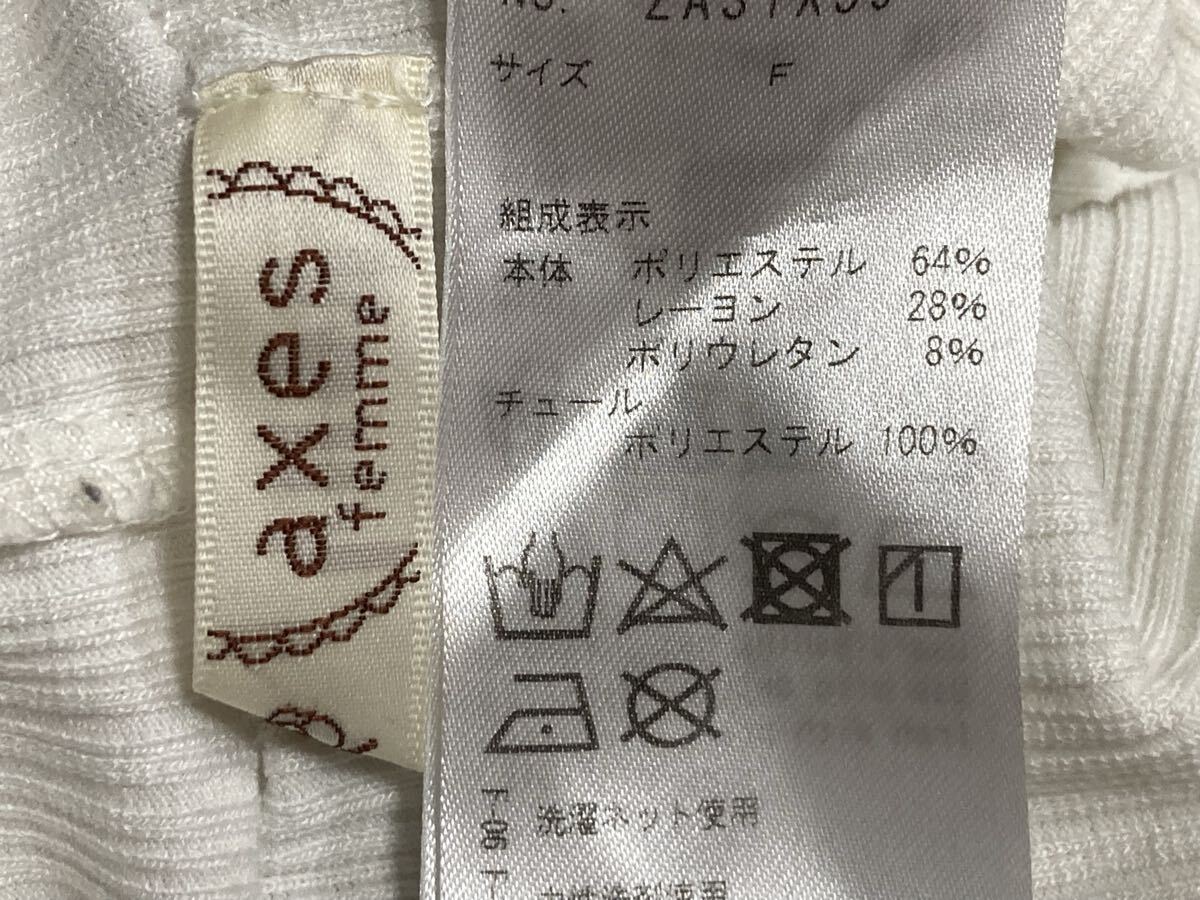 axes
femme
サイズ F
組成表示
本体 ポリエステル 64%
レーヨン 28%
ポリウレタン 8%
チュール
ポリエステル 100%
洗濯ネット使用